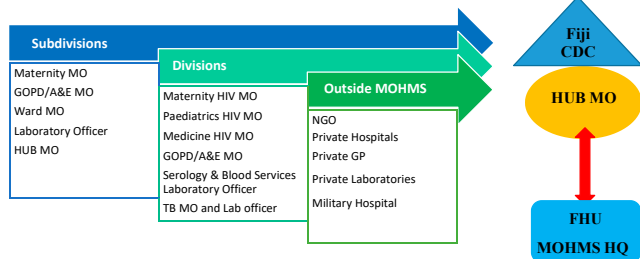 Subdivisions
Maternity MO
GOPD/A&E MO
Ward MO
Laboratory Officer
HUB MO
Divisions
Maternity HIV MO
Paediatrics HIV MO
Medicine HIV MO
GOPD/A&E MO
Serology & Blood Services
Laboratory Officer
TB MO and Lab officer
Outside MOHMS
NGO
Private Hospitals
Private GP
Private Laboratories
Military Hospital
Fiji
CDC
HUB MO
FHU
MOHMS HQ